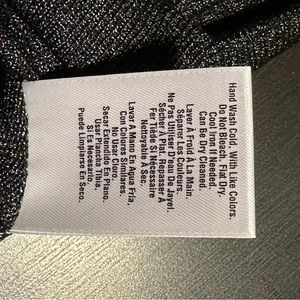 Hand Wash Cold, With Like Colors.
Do Not Bleach. Flat Dry.
Cool Iron If Needed.
Can Be Dry Cleaned.
Laver À Froid À La Main.
Séparer Les Couleurs.
Ne Pas Utiliser D'eau De Javel.
Sécher À Plat. Repasser À
Fer Tiède Si Nécessaire
Nettoyable À Sec.
Lavar A Mano En Agua Fría,
Con Colores Similares.
No Usar Cloro.
Secar Extendido En Plano.
Usar Plancha Tibia,
Si Es Necesario.
Puede Limpiarse En Seco.